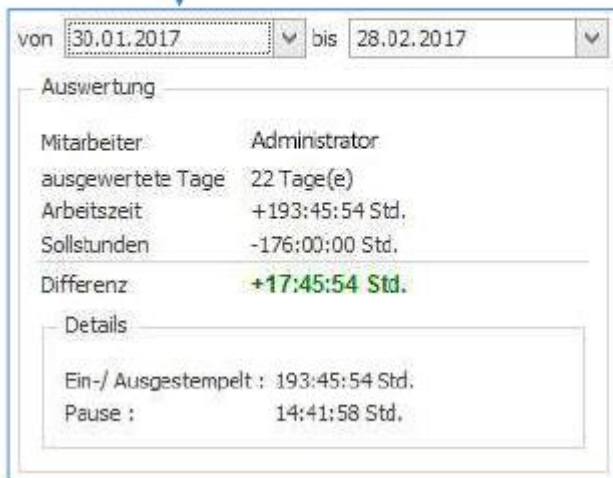 von 30.01.2017 bis 28.02.2017
Auswertung
Mitarbeiter Administrator
ausgewertete Tage 22 Tage(e)
Arbeitszeit +193:45:54 Std.
Sollstunden -176:00:00 Std.
Differenz +17:45:54 Std.
Details
Ein-/ Ausgestempelt : 193:45:54 Std.
Pause : 14:41:58 Std.